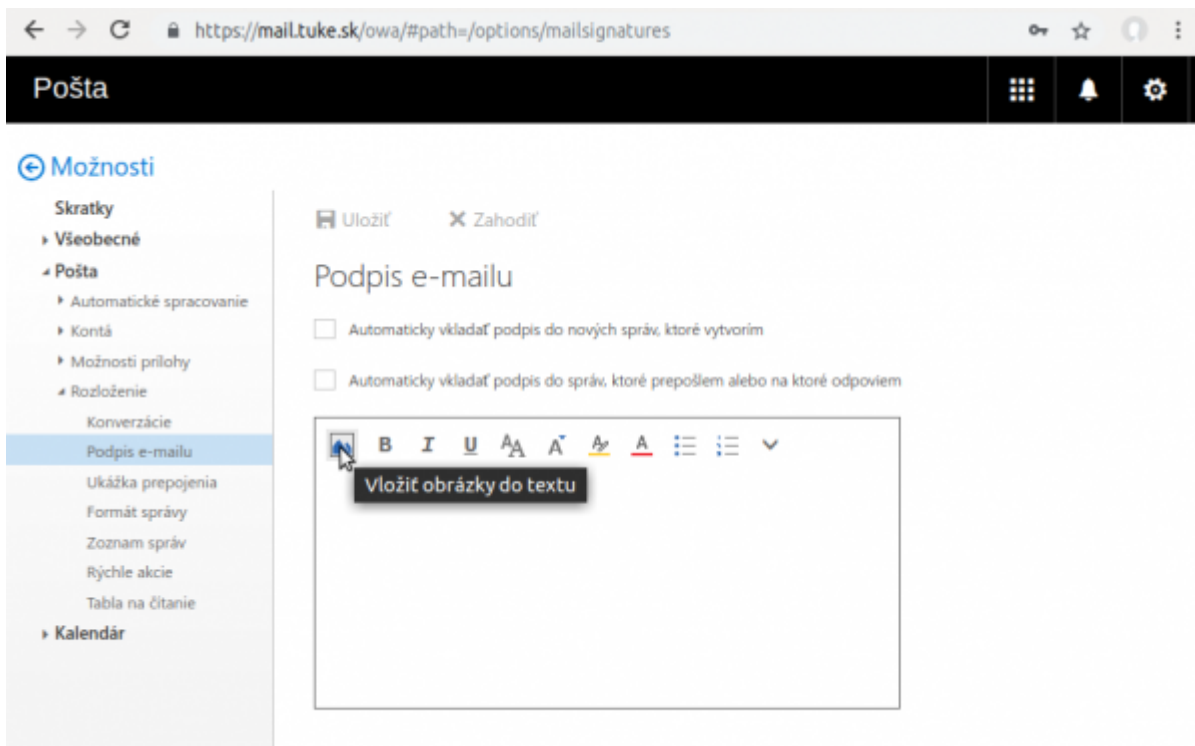 https://mail.tuke.sk/owa/#path=/options/mailsignatures
Pošta
Možnosti
Skratky
Všeobecné
Pošta
Automatické spracovanie
Kontá
Možnosti prílohy
Rozloženie
Konverzácie
Podpis e-mailu
Ukážka prepojenia
Formát správy
Zoznam správ
Rýchle akcie
Tabla na čítanie
Kalendár
Uložiť Zahodiť
Podpis e-mailu
Automaticky vkladať podpis do nových správ, ktoré vytvorím
Automaticky vkladať podpis do správ, ktoré prepošlem alebo na ktoré odpoviem
B I U AA A A A
Vložiť obrázky do textu